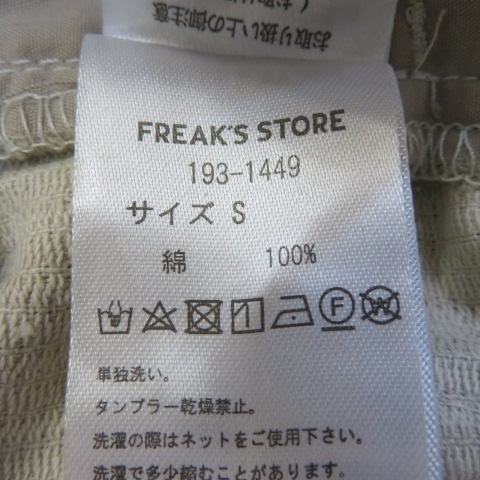 お取り扱い上の御注意
FREAK'S STORE
193-1449
サイズ S
綿 100%
F
W
単独洗い。
タンブラー乾燥禁止。
洗濯の際はネットをご使用下さい。
洗濯で多少縮むことがあります。